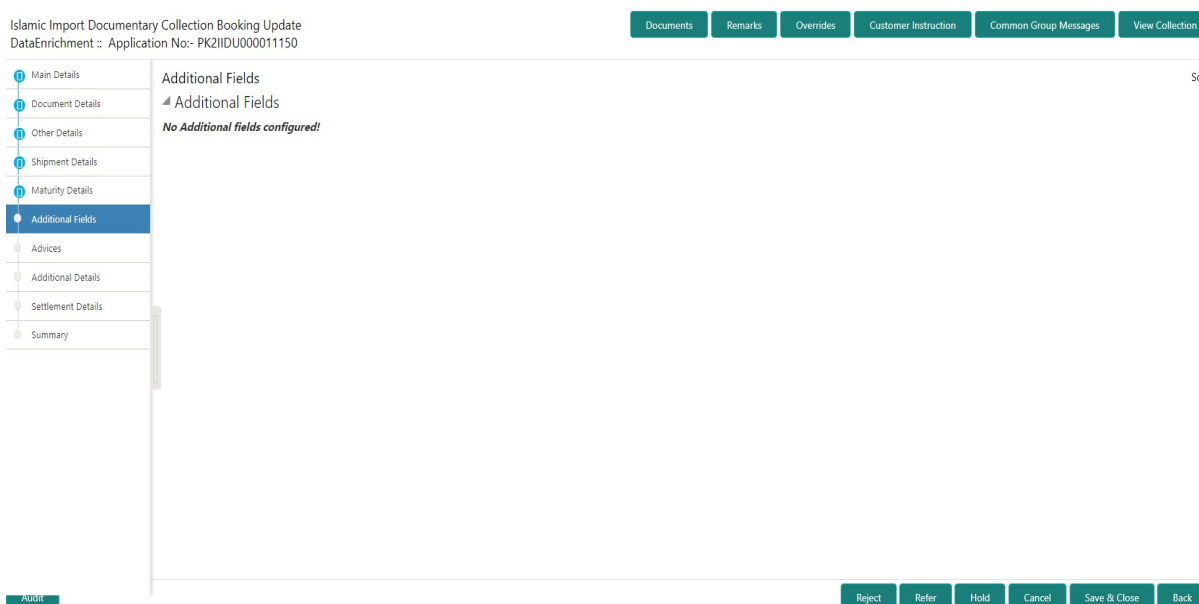 Islamic Import Documentary Collection Booking Update
DataEnrichment :: Application No:- PK2IIDU000011150
Documents
Remarks
Overrides
Customer Instruction
Common Group Messages
View Collection
Main Details
Document Details
Other Details
Shipment Details
Maturity Details
Additional Fields
Advices
Additional Details
Settlement Details
Summary
Additional Fields
Additional Fields
No Additional fields configured!
Audit
Reject
Refer
Hold
Cancel
Save & Close
Back